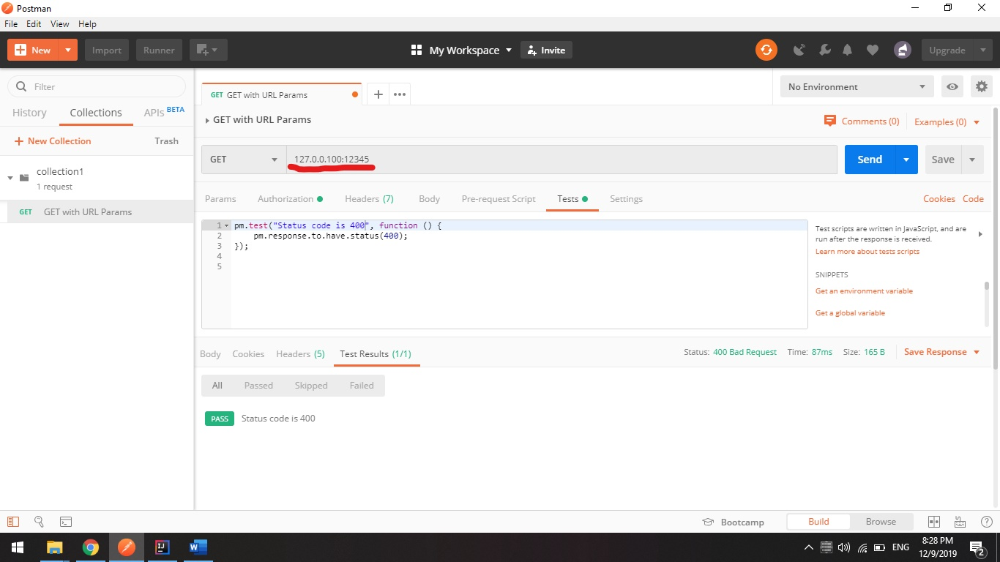 Postman
File Edit View Help
New Import Runner My Workspace Invite Upgrade
Filter
GET GET with URL Params
No Environment
History Collections APIs BETA
GET with URL Params
Comments (0) Examples (0)
New Collection Trash
GET 127.0.0.100:12345 Send Save
collection1
1 request
Params Authorization Headers (7) Body Pre-request Script Tests Settings Cookies Code
GET GET with URL Params
1 pm.test("Status code is 400", function () {
2 pm.response.to.have.status(400);
3 });
4
5
Test scripts are written in JavaScript, and are
run after the response is received.
Learn more about tests scripts
SNIPPETS
Get an environment variable
Get a global variable
Body Cookies Headers (5) Test Results (1/1) Status: 400 Bad Request Time: 87ms Size: 165 B Save Response
All Passed Skipped Failed
PASS Status code is 400
Bootcamp Build Browse
IJ W ENG 8:28 PM
12/9/2019 2